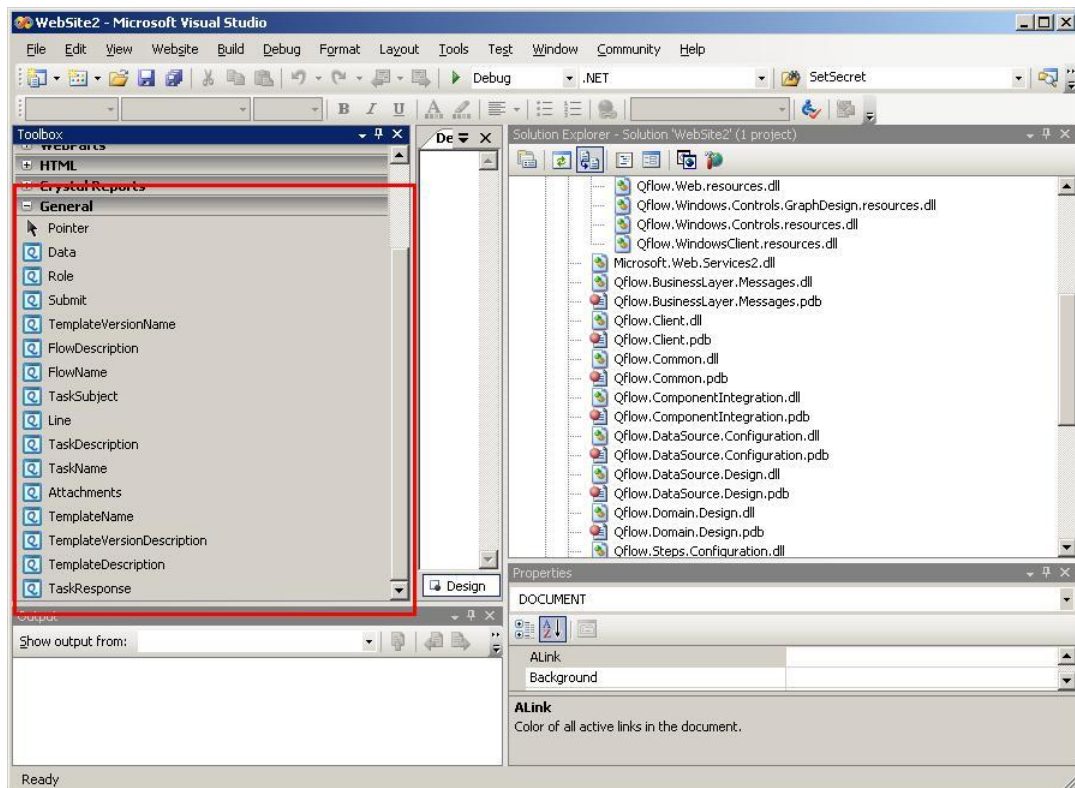 WebSite2 - Microsoft Visual Studio
File Edit View Website Build Debug Format Layout Tools Test Window Community Help
Debug .NET SetSecret
B I U A
Toolbox
WebParts
HTML
Crystal Reports
General
Pointer
Data
Role
Submit
TemplateVersionName
FlowDescription
FlowName
TaskSubject
Line
TaskDescription
TaskName
Attachments
TemplateName
TemplateVersionDescription
TemplateDescription
TaskResponse
De
Design
Output
Show output from:
Solution Explorer - Solution 'WebSite2' (1 project)
Qflow.Web.resources.dll
Qflow.Windows.Controls.GraphDesign.resources.dll
Qflow.Windows.Controls.resources.dll
Qflow.WindowsClient.resources.dll
Microsoft.Web.Services2.dll
Qflow.BusinessLayer.Messages.dll
Qflow.BusinessLayer.Messages.pdb
Qflow.Client.dll
Qflow.Client.pdb
Qflow.Common.dll
Qflow.Common.pdb
Qflow.ComponentIntegration.dll
Qflow.ComponentIntegration.pdb
Qflow.DataSource.Configuration.dll
Qflow.DataSource.Configuration.pdb
Qflow.DataSource.Design.dll
Qflow.DataSource.Design.pdb
Qflow.Domain.Design.dll
Qflow.Domain.Design.pdb
Qflow.Steps.Configuration.dll
Properties
DOCUMENT
ALink
Background
ALink
Color of all active links in the document.
Ready